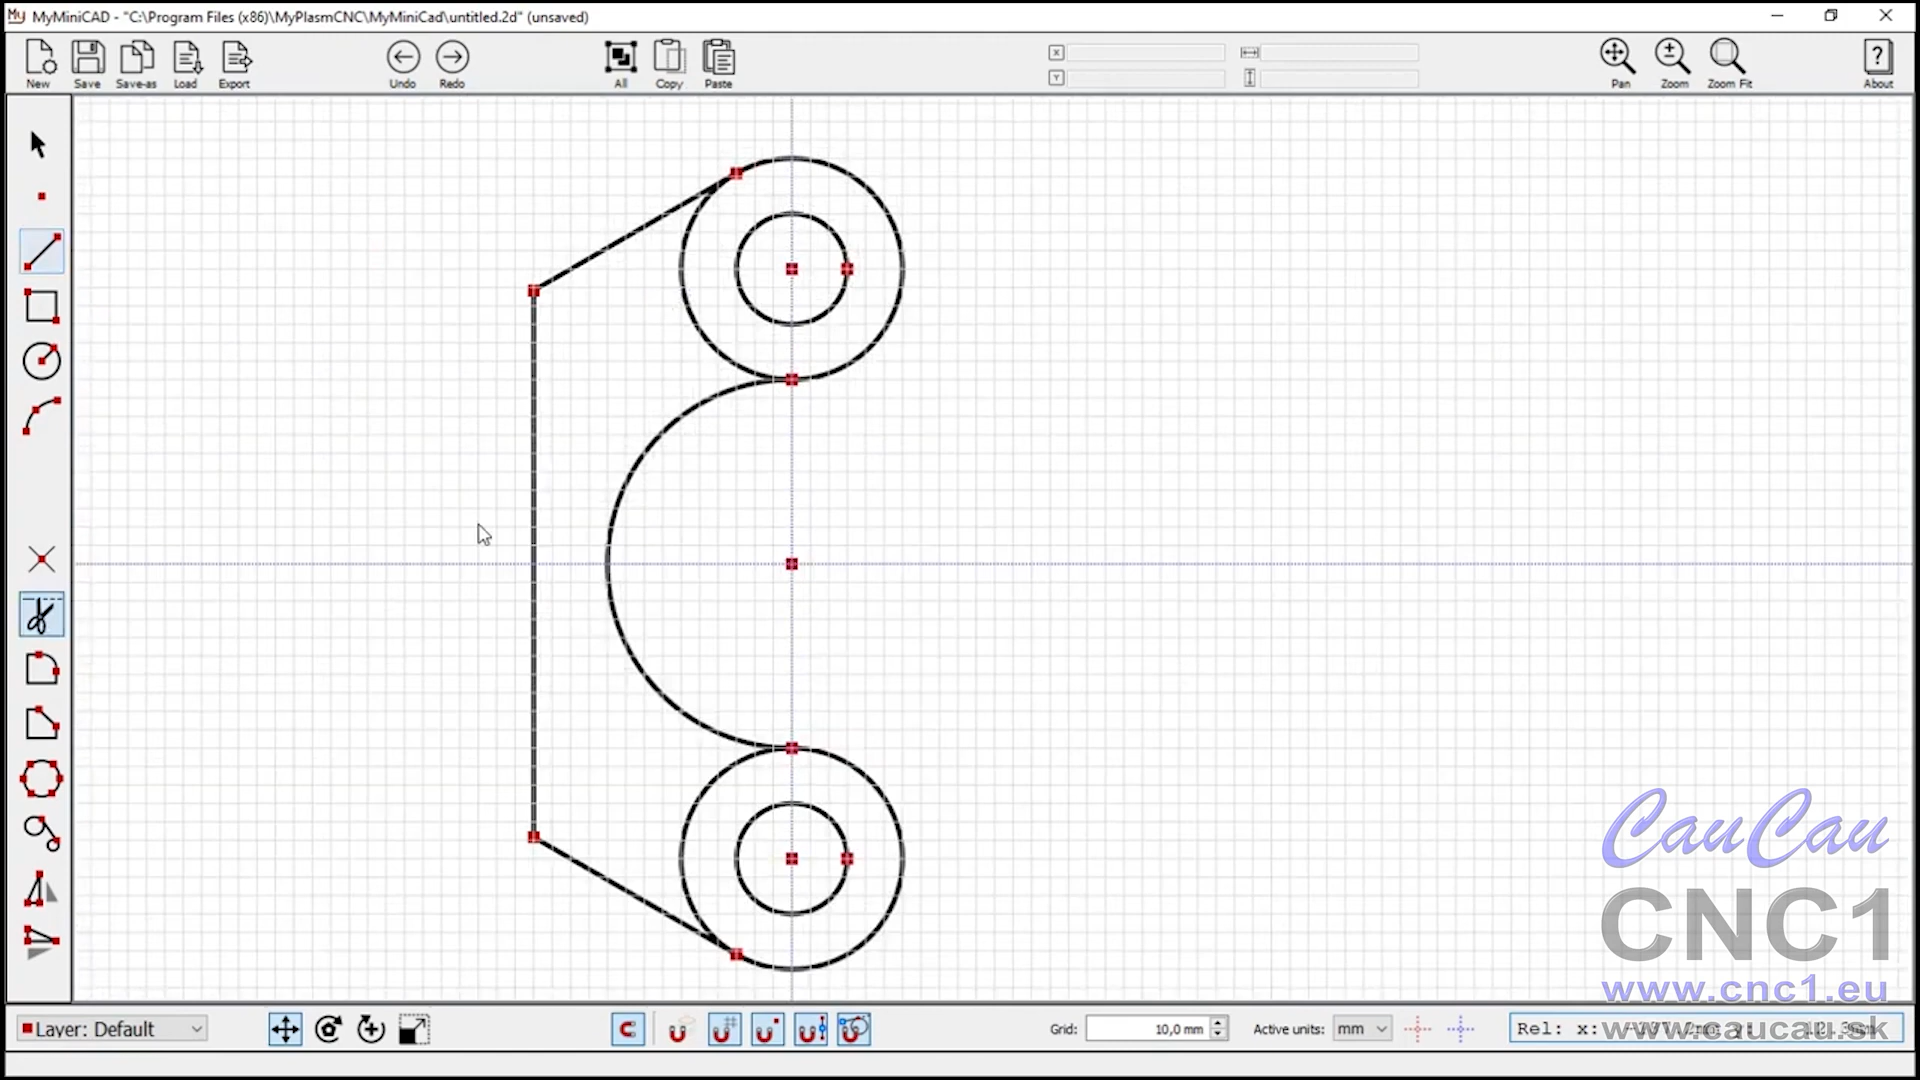 MyMiniCAD - "C:\Program Files (x86)\MyPlasmCNC\MyMiniCad\untitled.2d" (unsaved)
New Save Save-as Load Export Undo Redo All Copy Paste X Y Pan Zoom Zoom Fit ? About
CauCau
CNC1
www.cnc1.eu
Layer: Default Grid: 10,0 mm Active units: mm Rel: x:
www.caucau.sk